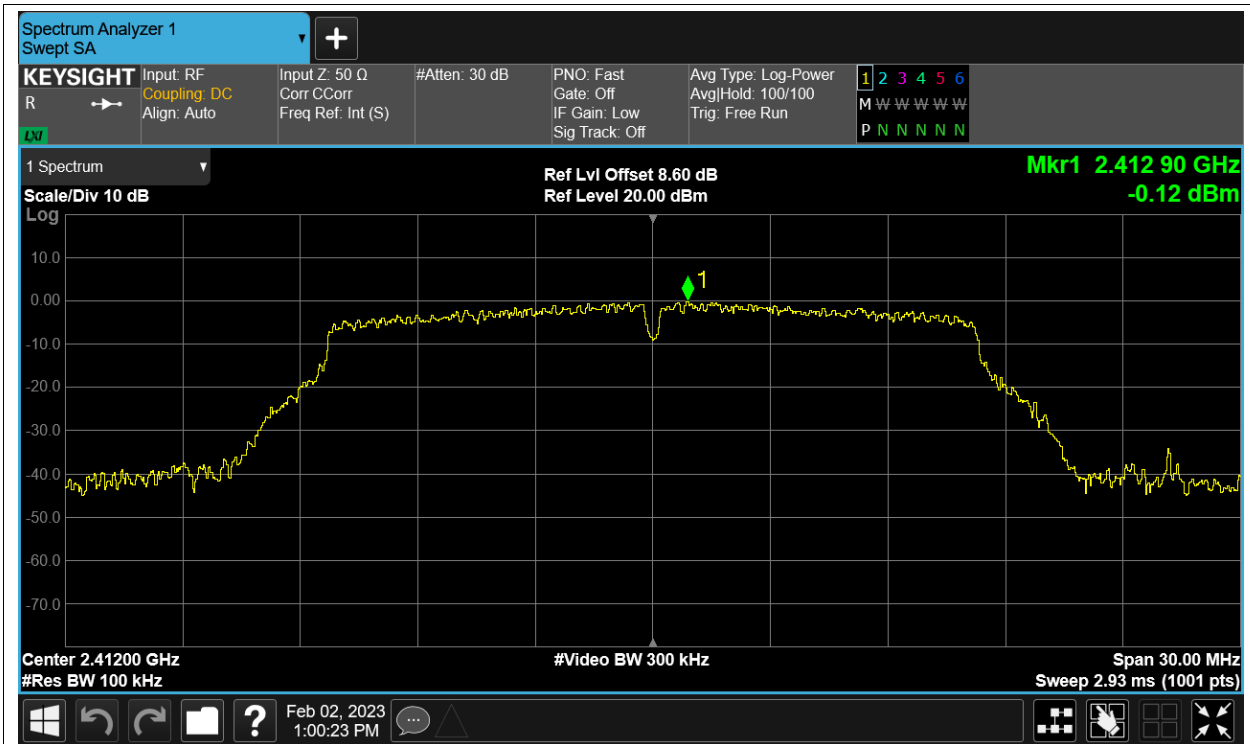 Spectrum Analyzer 1
Swept SA
KEYSIGHT
R
LXI
Input: RF
Coupling: DC
Align: Auto
Input Z: 50 Ω
Corr CCorr
Freq Ref: Int (S)
#Atten: 30 dB
PNO: Fast
Gate: Off
IF Gain: Low
Sig Track: Off
Avg Type: Log-Power
Avg|Hold: 100/100
Trig: Free Run
1 2 3 4 5 6
M W W W W W
P N N N N N
1 Spectrum
Scale/Div 10 dB
Log
Ref Lvl Offset 8.60 dB
Ref Level 20.00 dBm
Mkr1 2.412 90 GHz
-0.12 dBm
1
10.0
0.00
-10.0
-20.0
-30.0
-40.0
-50.0
-60.0
-70.0
Center 2.41200 GHz
#Res BW 100 kHz
#Video BW 300 kHz
Span 30.00 MHz
Sweep 2.93 ms (1001 pts)
?
Feb 02, 2023
1:00:23 PM